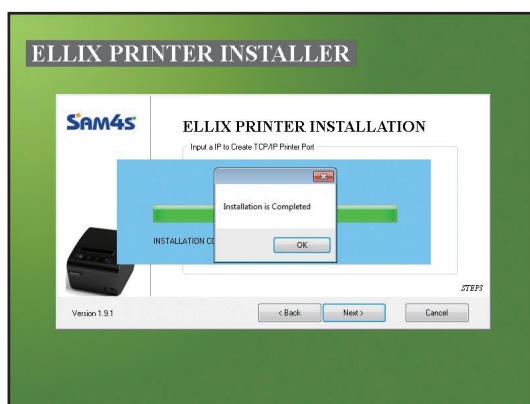 ELLIX PRINTER INSTALLER
SAM4S
ELLIX PRINTER INSTALLATION
Input a IP to Create TCP/IP Printer Port
Installation is Completed
INSTALLATION CO
OK
STEP3
Version 1.9.1
< Back
Next >
Cancel